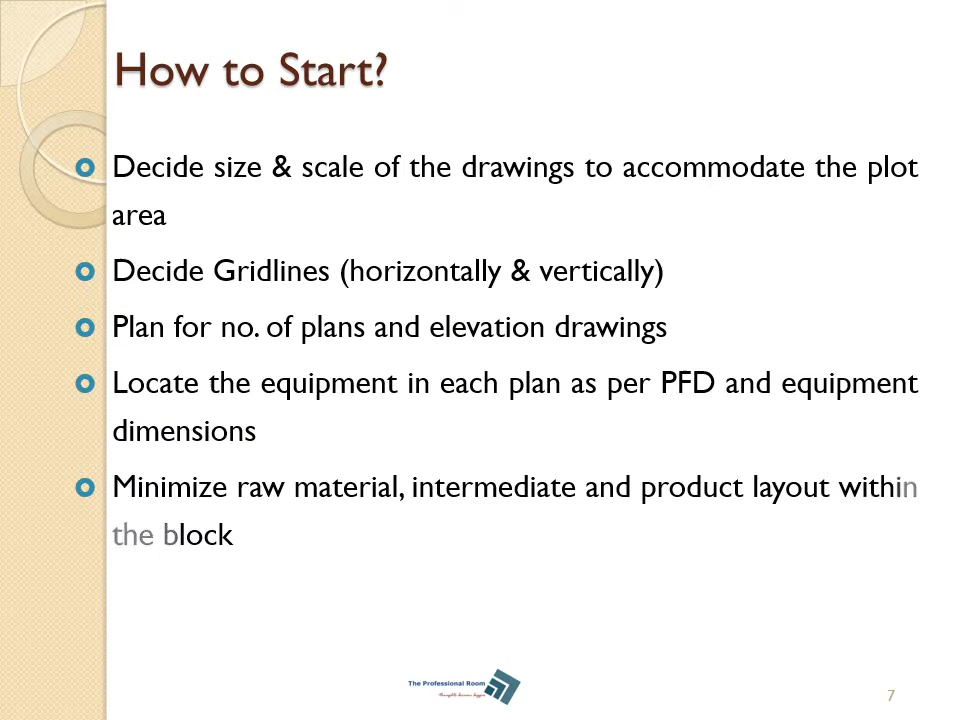 How to Start?
Decide size & scale of the drawings to accommodate the plot
area
Decide Gridlines (horizontally & vertically)
Plan for no. of plans and elevation drawings
Locate the equipment in each plan as per PFD and equipment
dimensions
Minimize raw material, intermediate and product layout within
the block
The Professional Room
7